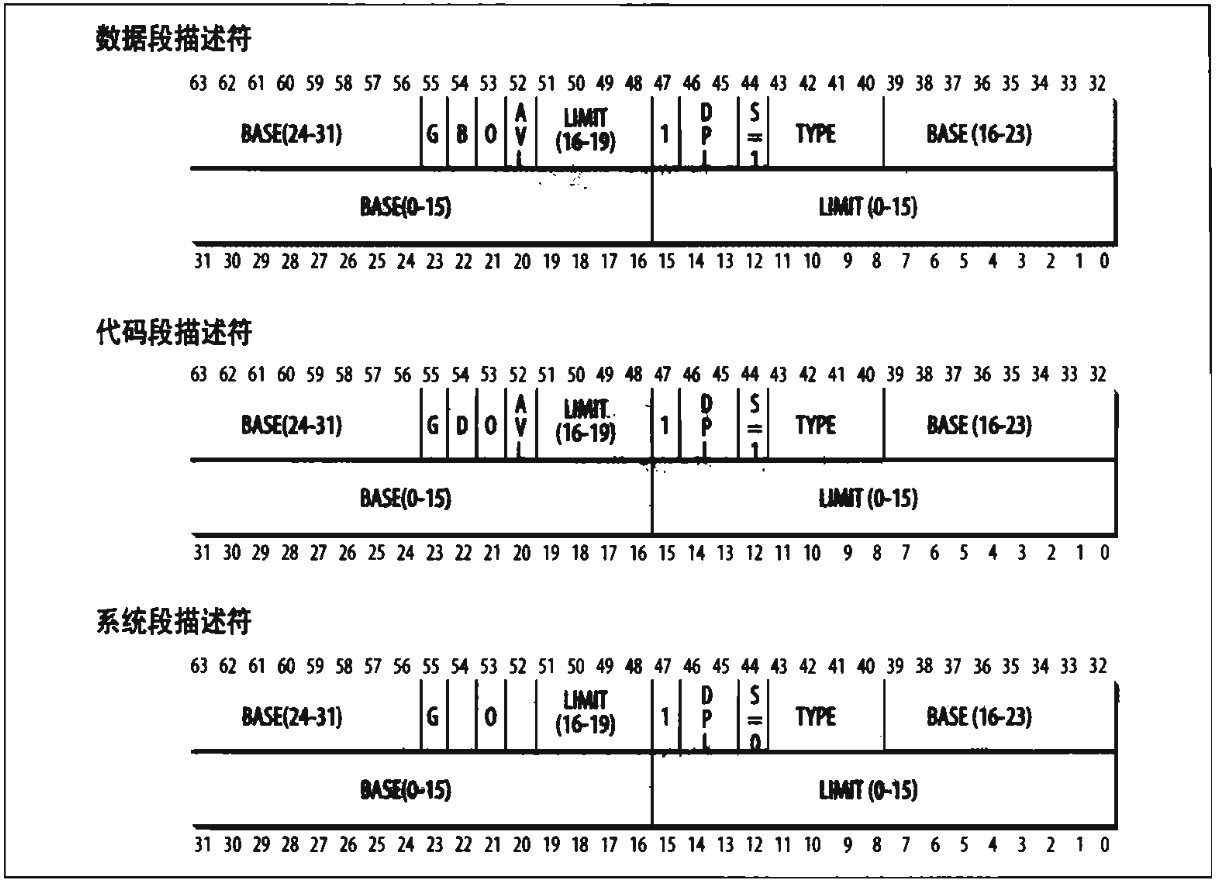 数据段描述符
63 62 61 60 59 58 57 56 55 54 53 52 51 50 49 48 47 46 45 44 43 42 41 40 39 38 37 36 35 34 33 32
BASE(24-31) G B 0 AVL LIMIT (16-19) 1 DPL S=1 TYPE BASE (16-23)
BASE(0-15) LIMIT (0-15)
31 30 29 28 27 26 25 24 23 22 21 20 19 18 17 16 15 14 13 12 11 10 9 8 7 6 5 4 3 2 1 0
代码段描述符
63 62 61 60 59 58 57 56 55 54 53 52 51 50 49 48 47 46 45 44 43 42 41 40 39 38 37 36 35 34 33 32
BASE(24-31) G D 0 AVL LIMIT (16-19) 1 DPL S=1 TYPE BASE (16-23)
BASE(0-15) LIMIT (0-15)
31 30 29 28 27 26 25 24 23 22 21 20 19 18 17 16 15 14 13 12 11 10 9 8 7 6 5 4 3 2 1 0
系统段描述符
63 62 61 60 59 58 57 56 55 54 53 52 51 50 49 48 47 46 45 44 43 42 41 40 39 38 37 36 35 34 33 32
BASE(24-31) G 0 LIMIT (16-19) 1 DPL S=0 TYPE BASE (16-23)
BASE(0-15) LIMIT (0-15)
31 30 29 28 27 26 25 24 23 22 21 20 19 18 17 16 15 14 13 12 11 10 9 8 7 6 5 4 3 2 1 0